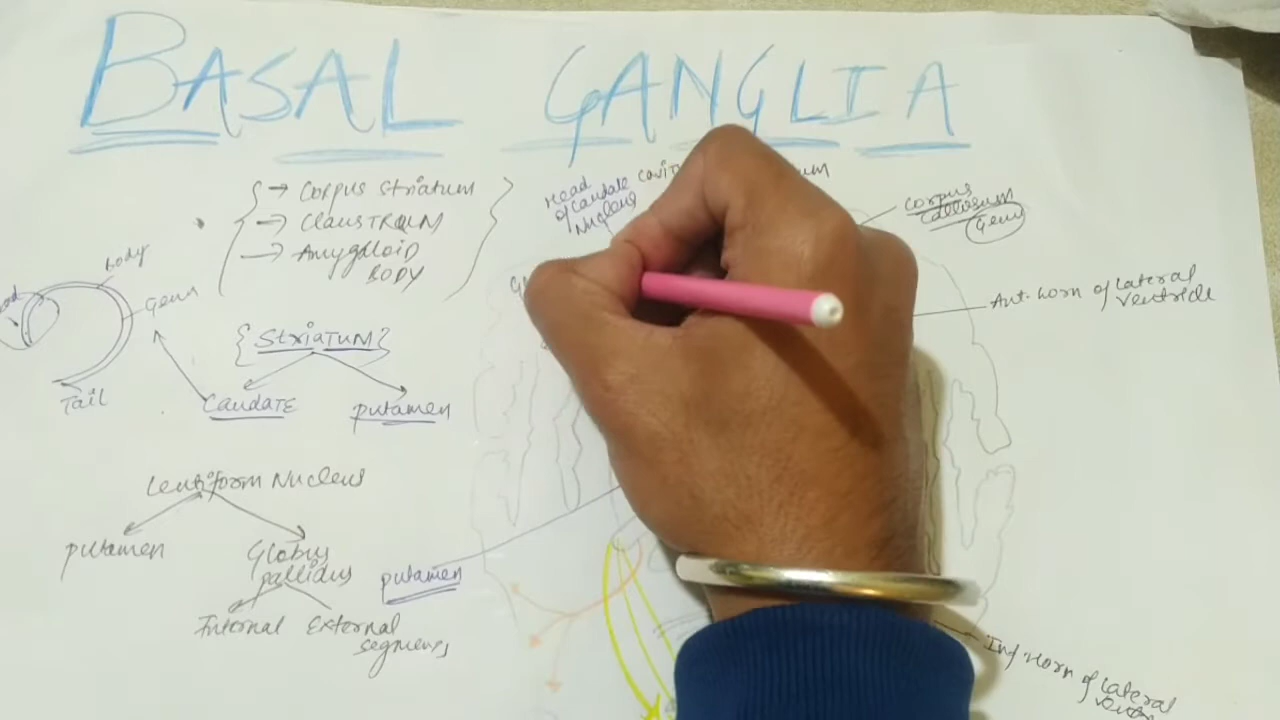 BASAL GANGLIA
→ Corpus Striatum
→ CLAUSTRUM
→ Amygdloid
BODY
body
Genu
Tail
{STriaTUM}
CaudaTE
putamen
Lentiform Nucleus
putamen
Globus
pallidus
Internal
External
segments
putamen
Head
of Caudate
Nucleus
Corpus
Callosum
Genu
Ant. Horn of lateral
ventricle
Inf. Horn of lateral